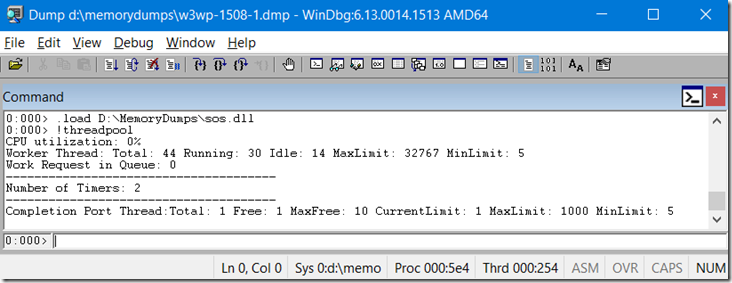 Dump d:\memorydumps\w3wp-1508-1.dmp - WinDbg:6.13.0014.1513 AMD64
File Edit View Debug Window Help
101
101
AA
Command
0:000> .load D:\MemoryDumps\sos.dll
0:000> !threadpool
CPU utilization: 0%
Worker Thread: Total: 44 Running: 30 Idle: 14 MaxLimit: 32767 MinLimit: 5
Work Request in Queue: 0
--------------------------------------
Number of Timers: 2
--------------------------------------
Completion Port Thread:Total: 1 Free: 1 MaxFree: 10 CurrentLimit: 1 MaxLimit: 1000 MinLimit: 5
0:000>
Ln 0, Col 0 Sys 0:d:\memo Proc 000:5e4 Thrd 000:254 ASM OVR CAPS NUM